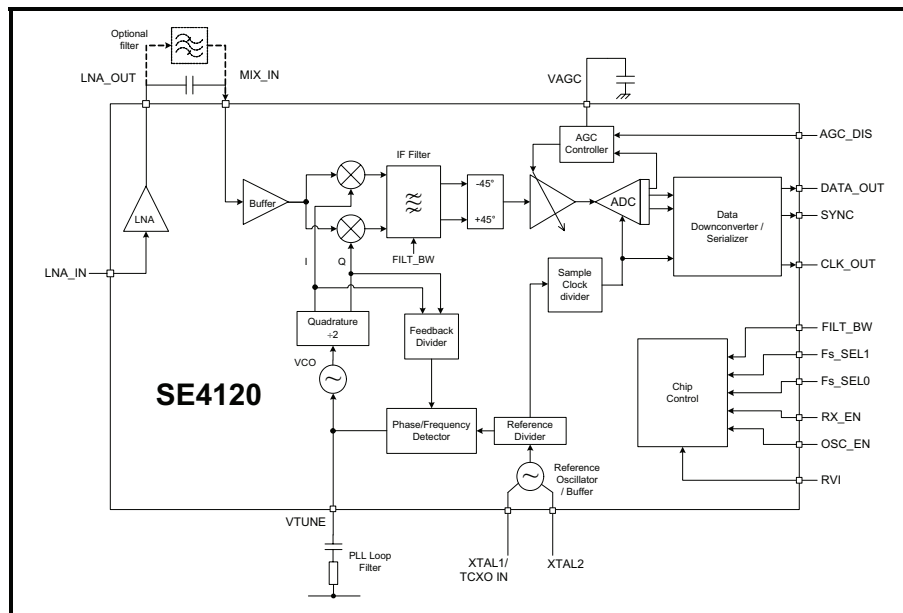 Optional
filter
LNA_OUT
MIX_IN
VAGC
AGC
Controller
AGC_DIS
IF Filter
-45°
+45°
LNA
Buffer
ADC
Data
Downconverter /
Serializer
DATA_OUT
SYNC
CLK_OUT
LNA_IN
I
Q
FILT_BW
Sample
Clock
divider
Quadrature
÷2
Feedback
Divider
VCO
SE4120
Phase/Frequency
Detector
Reference
Divider
Reference
Oscillator
/ Buffer
Chip
Control
FILT_BW
Fs_SEL1
Fs_SEL0
RX_EN
OSC_EN
RVI
VTUNE
PLL Loop
Filter
XTAL1/
TCXO IN
XTAL2